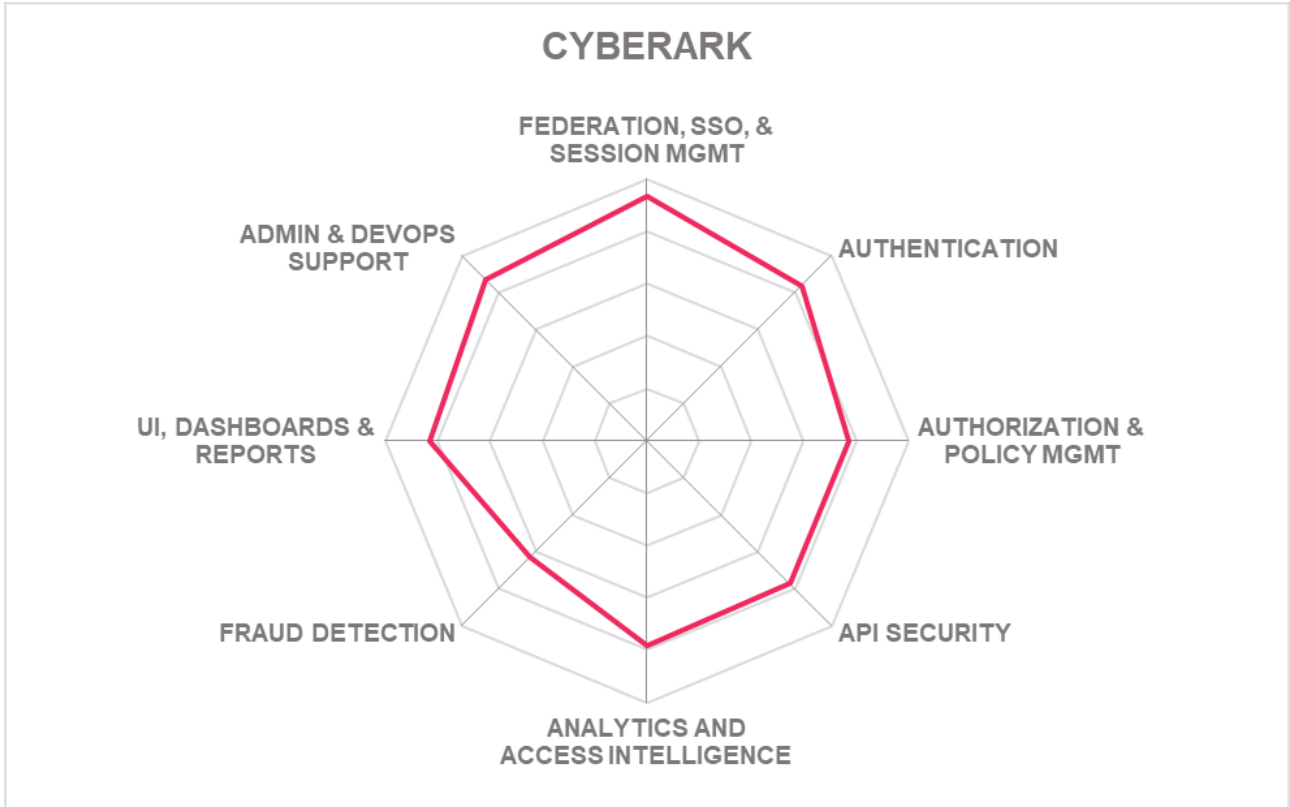 CYBERARK
FEDERATION, SSO, &
SESSION MGMT
ADMIN & DEVOPS
SUPPORT
AUTHENTICATION
UI, DASHBOARDS &
REPORTS
AUTHORIZATION &
POLICY MGMT
FRAUD DETECTION
API SECURITY
ANALYTICS AND
ACCESS INTELLIGENCE